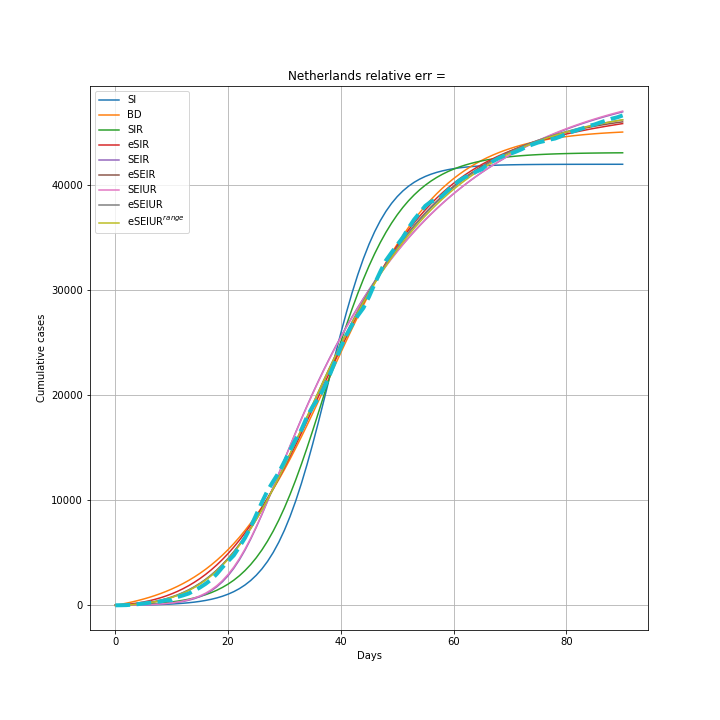 Netherlands relative err =
SI
BD
SIR
eSIR
SEIR
eSEIR
SEIUR
eSEIUR
eSEIUR^range
40000
30000
20000
10000
0
Cumulative cases
0 20 40 60 80
Days